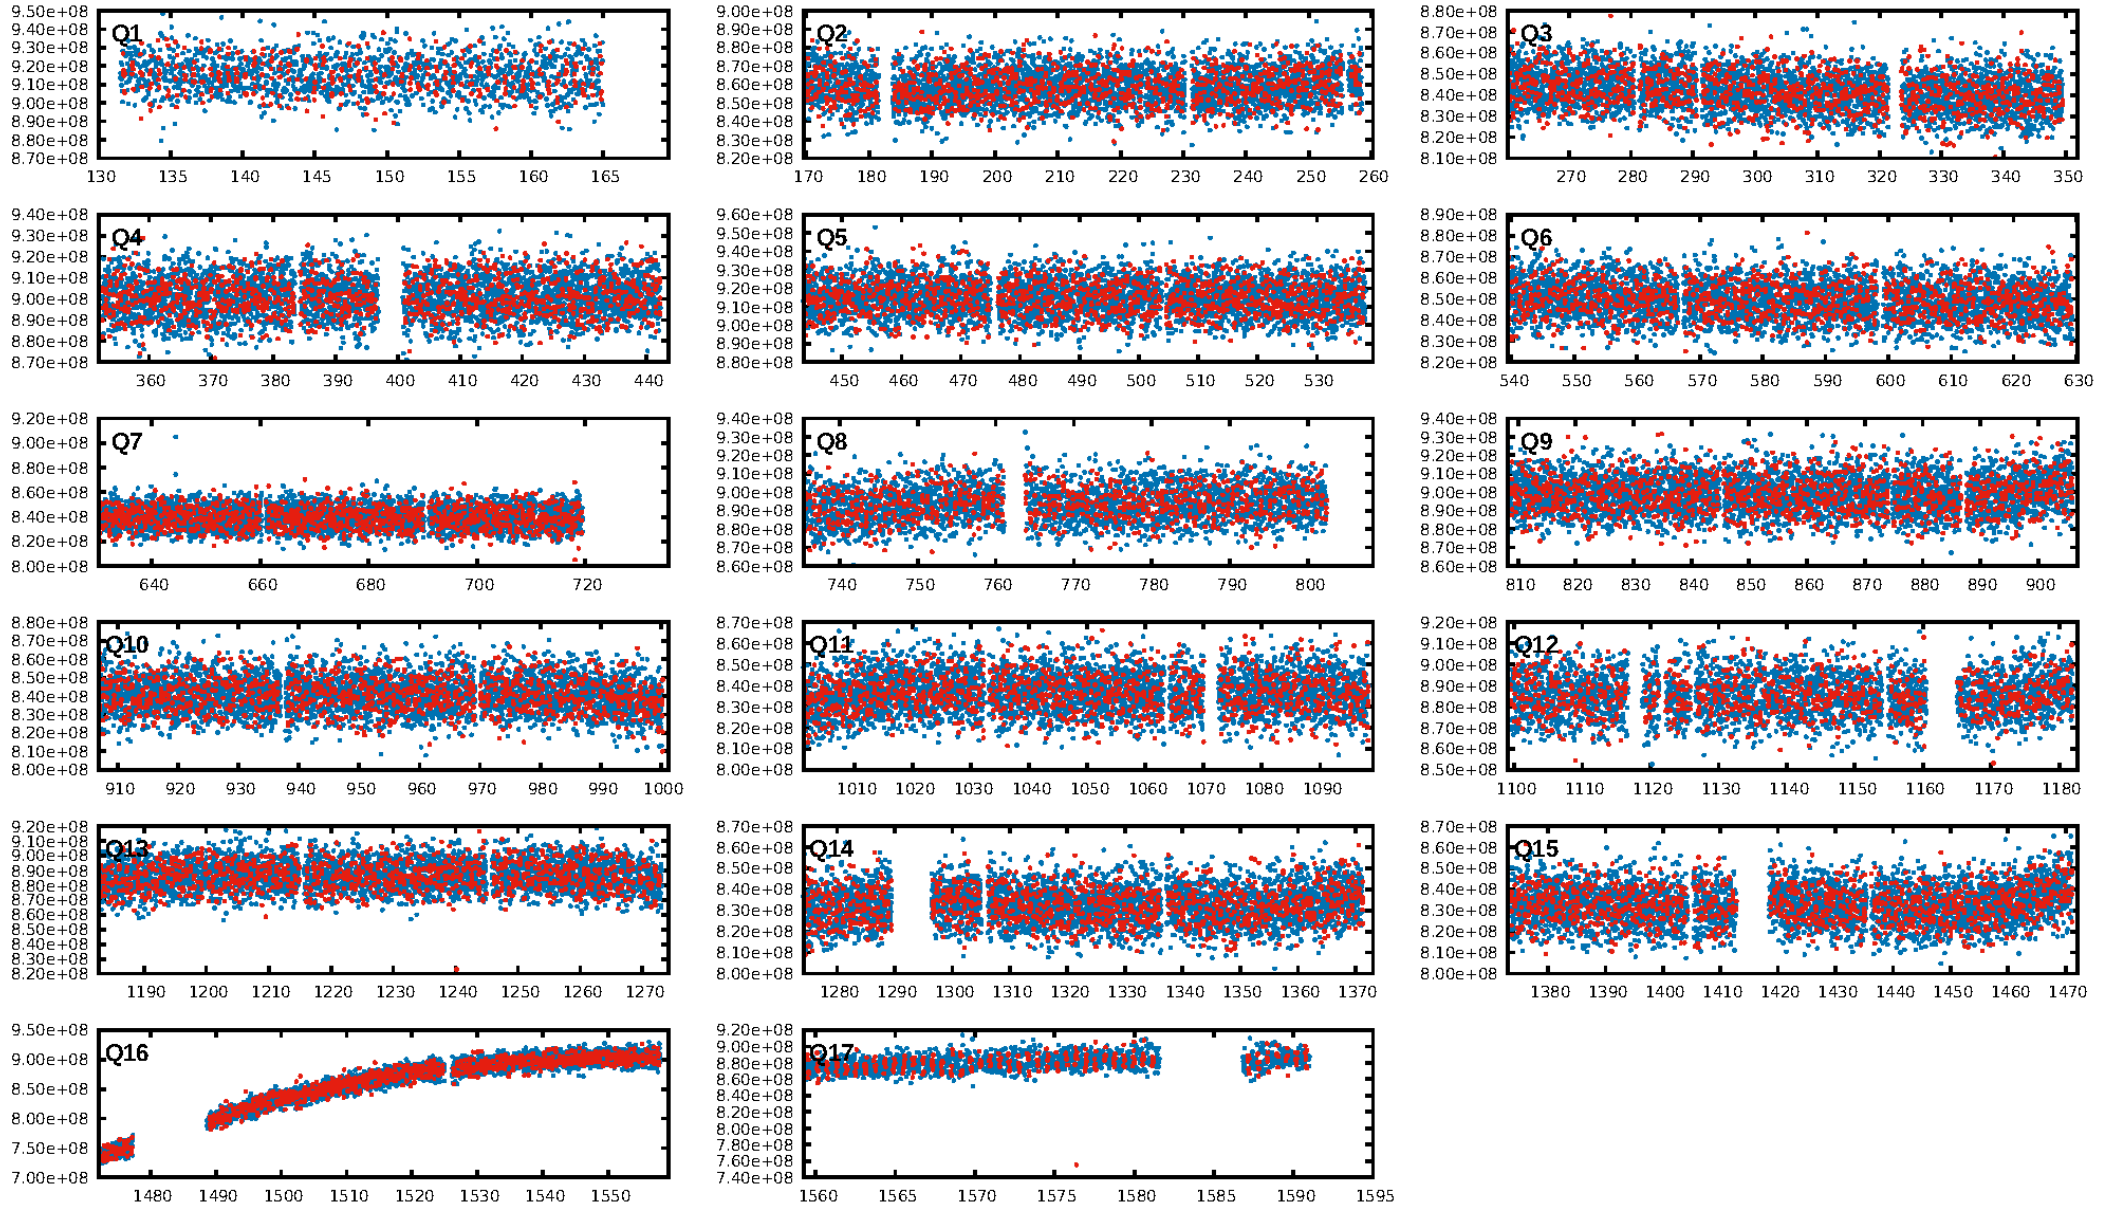 9.50e+08
9.40e+08
9.30e+08
9.20e+08
9.10e+08
9.00e+08
8.90e+08
8.80e+08
8.70e+08
Q1
130 135 140 145 150 155 160 165
9.00e+08
8.90e+08
8.80e+08
8.70e+08
8.60e+08
8.50e+08
8.40e+08
8.30e+08
8.20e+08
Q2
170 180 190 200 210 220 230 240 250 260
8.80e+08
8.70e+08
8.60e+08
8.50e+08
8.40e+08
8.30e+08
8.20e+08
8.10e+08
Q3
270 280 290 300 310 320 330 340 350
9.40e+08
9.30e+08
9.20e+08
9.10e+08
9.00e+08
8.90e+08
8.80e+08
8.70e+08
Q4
360 370 380 390 400 410 420 430 440
9.60e+08
9.50e+08
9.40e+08
9.30e+08
9.20e+08
9.10e+08
9.00e+08
8.90e+08
8.80e+08
Q5
450 460 470 480 490 500 510 520 530
8.90e+08
8.80e+08
8.70e+08
8.60e+08
8.50e+08
8.40e+08
8.30e+08
8.20e+08
Q6
540 550 560 570 580 590 600 610 620 630
9.20e+08
9.00e+08
8.80e+08
8.60e+08
8.40e+08
8.20e+08
8.00e+08
Q7
640 660 680 700 720
9.40e+08
9.30e+08
9.20e+08
9.10e+08
9.00e+08
8.90e+08
8.80e+08
8.70e+08
8.60e+08
Q8
740 750 760 770 780 790 800
9.40e+08
9.30e+08
9.20e+08
9.10e+08
9.00e+08
8.90e+08
8.80e+08
8.70e+08
8.60e+08
Q9
810 820 830 840 850 860 870 880 890 900
8.80e+08
8.70e+08
8.60e+08
8.50e+08
8.40e+08
8.30e+08
8.20e+08
8.10e+08
8.00e+08
Q10
910 920 930 940 950 960 970 980 990 1000
8.70e+08
8.60e+08
8.50e+08
8.40e+08
8.30e+08
8.20e+08
8.10e+08
8.00e+08
Q11
1010 1020 1030 1040 1050 1060 1070 1080 1090
9.20e+08
9.10e+08
9.00e+08
8.90e+08
8.80e+08
8.70e+08
8.60e+08
8.50e+08
Q12
1100 1110 1120 1130 1140 1150 1160 1170 1180
9.20e+08
9.10e+08
9.00e+08
8.90e+08
8.80e+08
8.70e+08
8.60e+08
8.50e+08
8.40e+08
8.30e+08
8.20e+08
Q13
1190 1200 1210 1220 1230 1240 1250 1260 1270
8.70e+08
8.60e+08
8.50e+08
8.40e+08
8.30e+08
8.20e+08
8.10e+08
8.00e+08
Q14
1280 1290 1300 1310 1320 1330 1340 1350 1360 1370
8.70e+08
8.60e+08
8.50e+08
8.40e+08
8.30e+08
8.20e+08
8.10e+08
8.00e+08
Q15
1380 1390 1400 1410 1420 1430 1440 1450 1460 1470
9.50e+08
9.00e+08
8.50e+08
8.00e+08
7.50e+08
7.00e+08
Q16
1480 1490 1500 1510 1520 1530 1540 1550
9.20e+08
9.00e+08
8.80e+08
8.60e+08
8.40e+08
8.20e+08
8.00e+08
7.80e+08
7.60e+08
7.40e+08
Q17
1560 1565 1570 1575 1580 1585 1590 1595